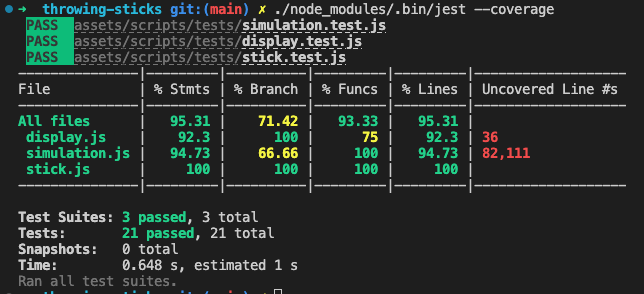 ➜ throwing-sticks git:(main) ✗ ./node_modules/.bin/jest --coverage
PASS assets/scripts/tests/simulation.test.js
PASS assets/scripts/tests/display.test.js
PASS assets/scripts/tests/stick.test.js
---------------|---------|----------|---------|---------|-------------------
File | % Stmts | % Branch | % Funcs | % Lines | Uncovered Line #s
---------------|---------|----------|---------|---------|-------------------
All files | 95.31 | 71.42 | 93.33 | 95.31 |
display.js | 92.3 | 100 | 75 | 92.3 | 36
simulation.js | 94.73 | 66.66 | 100 | 94.73 | 82,111
stick.js | 100 | 100 | 100 | 100 |
---------------|---------|----------|---------|---------|-------------------
Test Suites: 3 passed, 3 total
Tests: 21 passed, 21 total
Snapshots: 0 total
Time: 0.648 s, estimated 1 s
Ran all test suites.